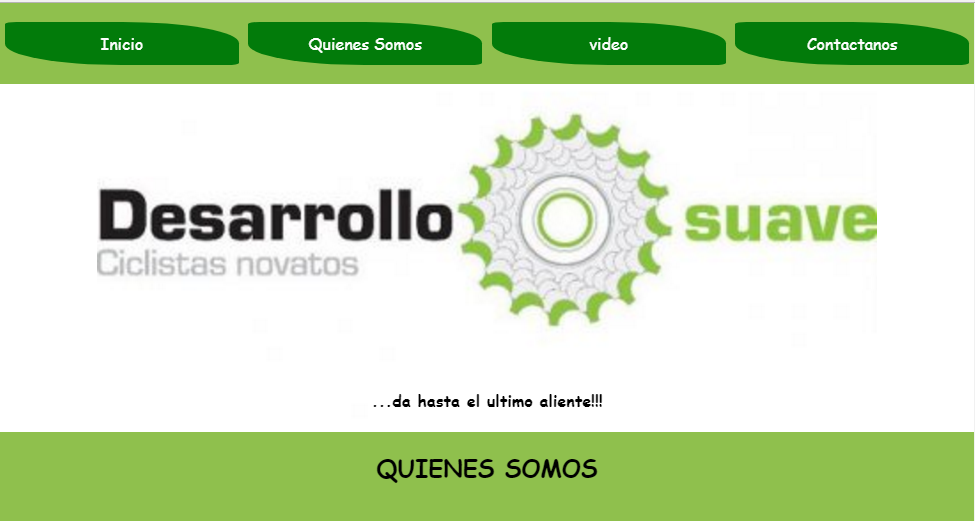 Inicio
Quienes Somos
video
Contactanos
Desarrollo suave
Ciclistas novatos
...da hasta el ultimo aliente!!!
QUIENES SOMOS